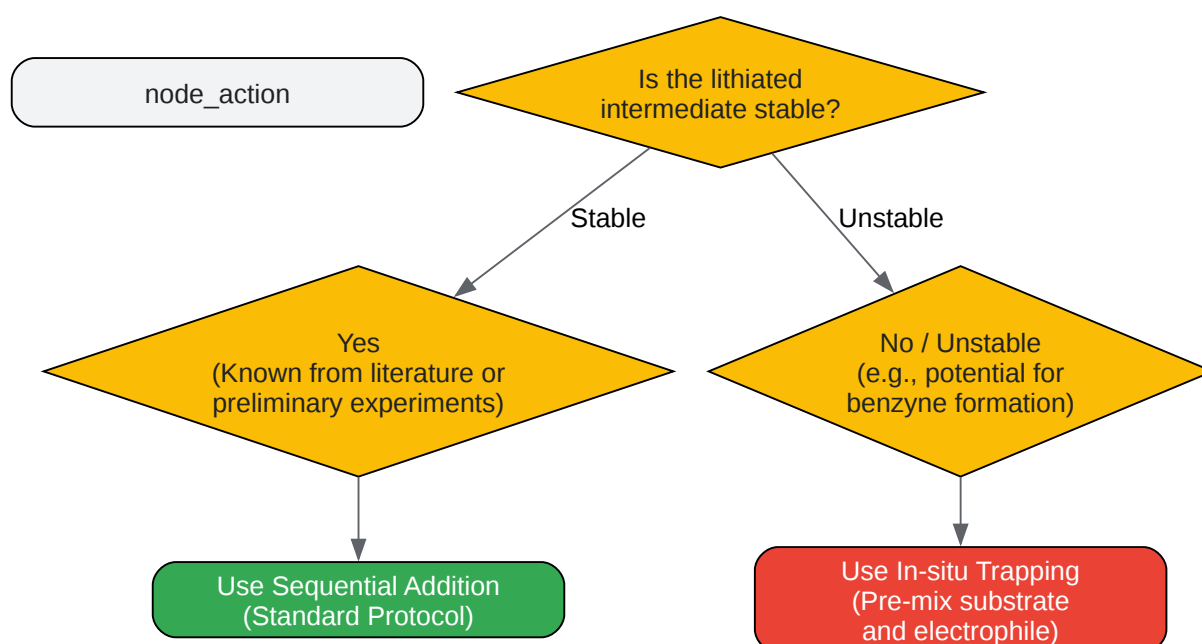 node_action
Is the lithiated
intermediate stable?
Stable
Unstable
Yes
(Known from literature or
preliminary experiments)
No / Unstable
(e.g., potential for
benzyne formation)
Use Sequential Addition
(Standard Protocol)
Use In-situ Trapping
(Pre-mix substrate
and electrophile)